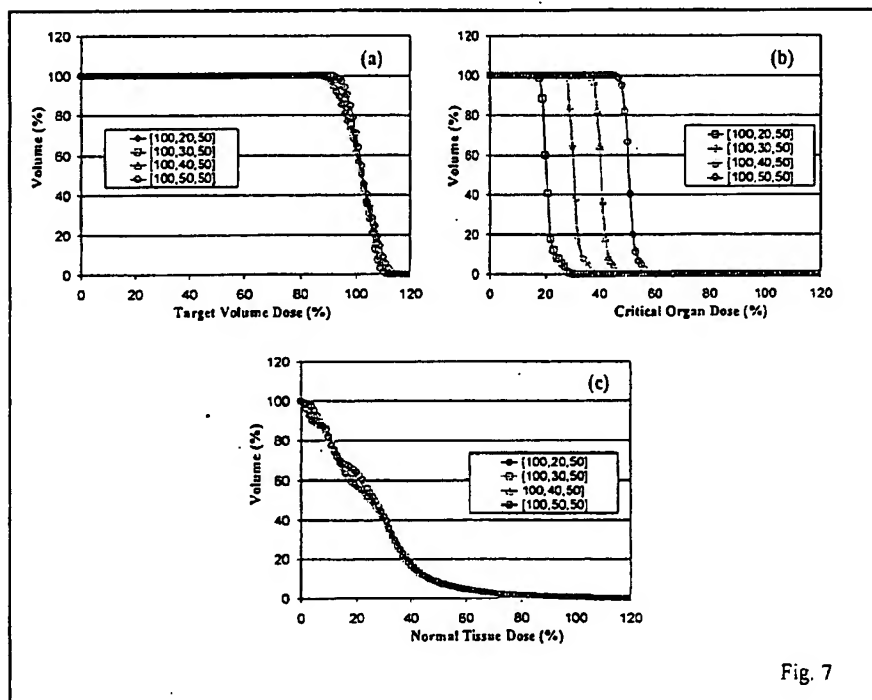 120
100
80
60
40
20
0
Volume (%)
(a)
[100,20,50]
[100,30,50]
[100,40,50]
[100,50,50]
0 20 40 60 80 100 120
Target Volume Dose (%)
120
100
80
60
40
20
0
Volume (%)
(b)
[100,20,50]
[100,30,50]
[100,40,50]
[100,50,50]
0 20 40 60 80 100 120
Critical Organ Dose (%)
120
100
80
60
40
20
0
Volume (%)
(c)
[100,20,50]
[100,30,50]
100,40,50]
[100,50,50]
0 20 40 60 80 100 120
Normal Tissue Dose (%)
Fig. 7